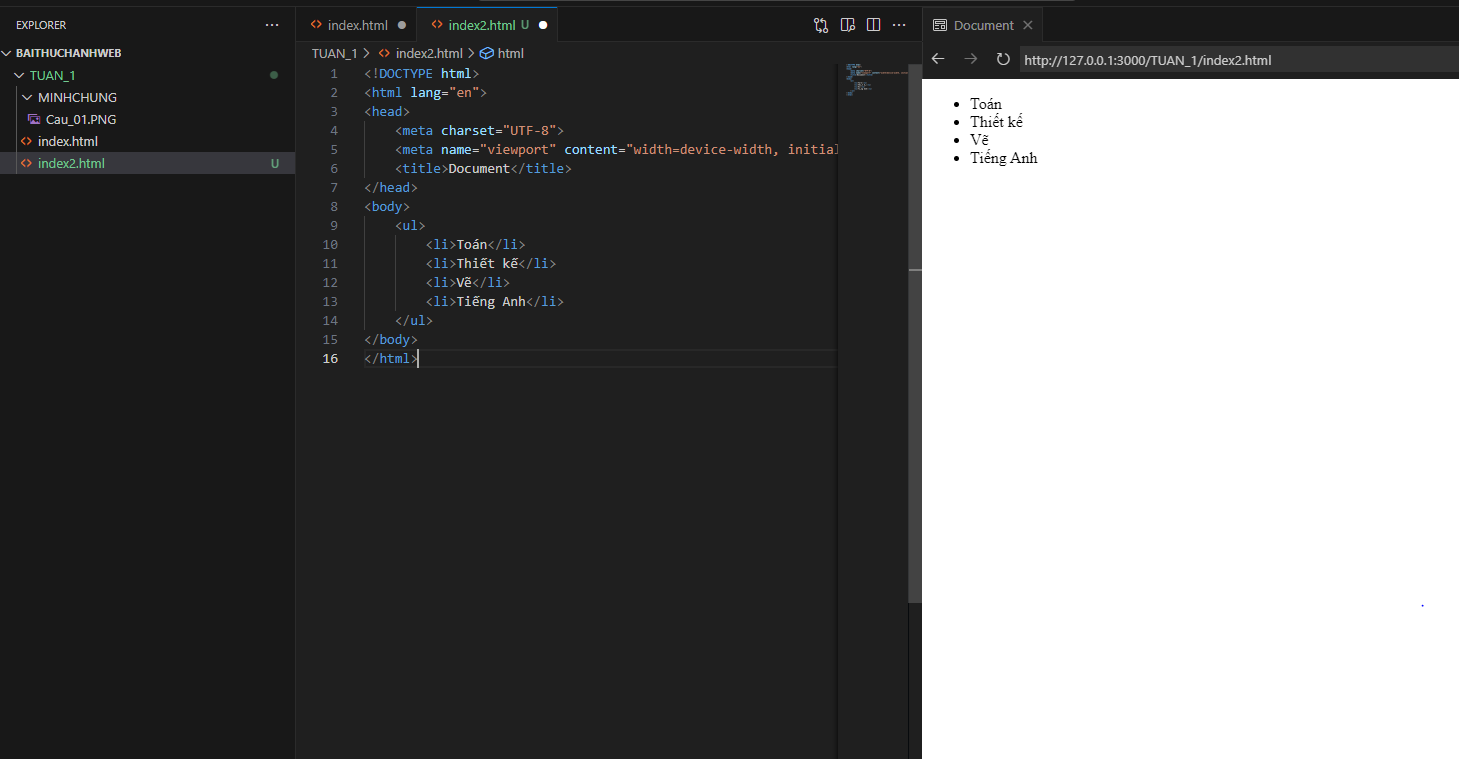 EXPLORER
BAITHUCHANHWEB
TUAN_1
MINHCHUNG
Cau_01.PNG
index.html
index2.html U
index.html
index2.html U
TUAN_1 > index2.html > html
1 <!DOCTYPE html>
2 <html lang="en">
3 <head>
4 <meta charset="UTF-8">
5 <meta name="viewport" content="width=device-width, initial
6 <title>Document</title>
7 </head>
8 <body>
9 <ul>
10 <li>Toán</li>
11 <li>Thiết kế</li>
12 <li>Vẽ</li>
13 <li>Tiếng Anh</li>
14 </ul>
15 </body>
16 </html>
Document
http://127.0.0.1:3000/TUAN_1/index2.html
Toán
Thiết kế
Vẽ
Tiếng Anh